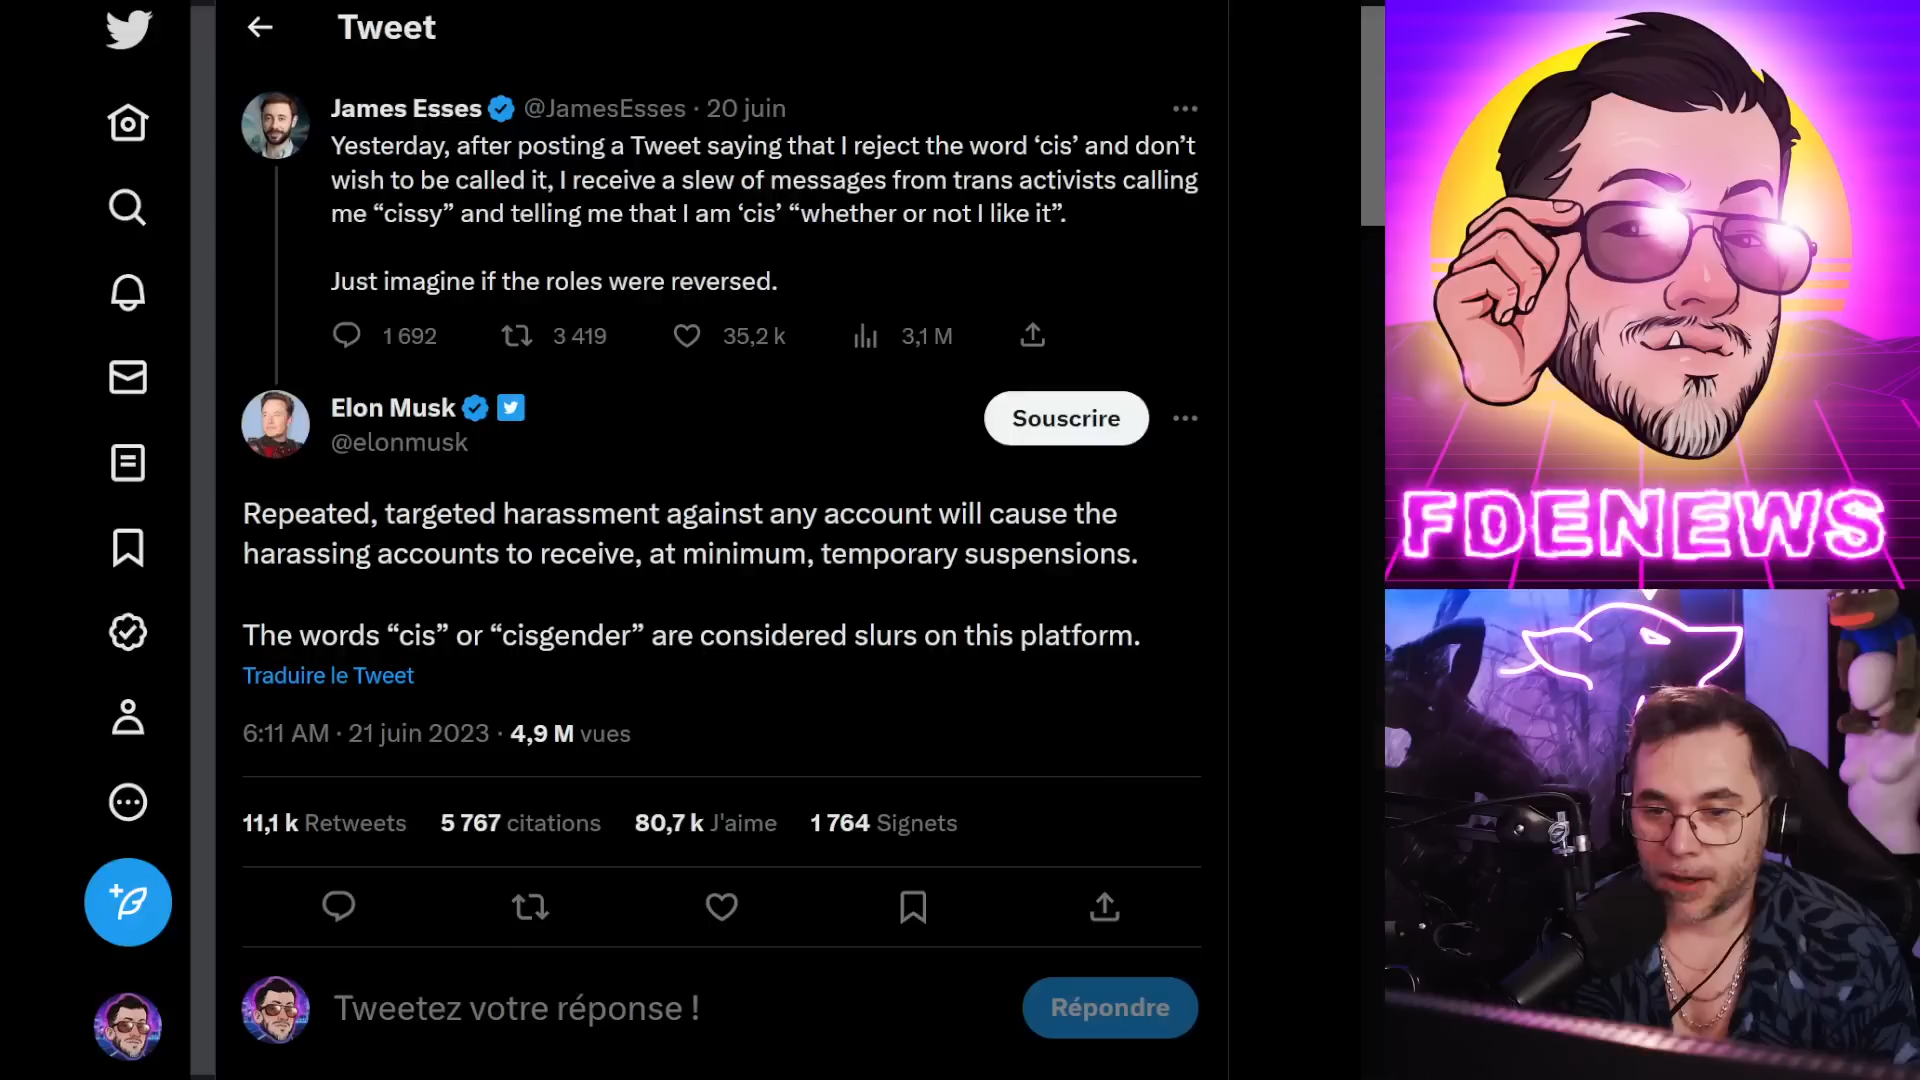 Tweet
James Esses @JamesEsses · 20 juin
Yesterday, after posting a Tweet saying that I reject the word ‘cis’ and don’t
wish to be called it, I receive a slew of messages from trans activists calling
me “cissy” and telling me that I am ‘cis’ “whether or not I like it”.
Just imagine if the roles were reversed.
1 692 3 419 35,2 k 3,1 M
Elon Musk
@elonmusk
Souscrire
Repeated, targeted harassment against any account will cause the
harassing accounts to receive, at minimum, temporary suspensions.
The words “cis” or “cisgender” are considered slurs on this platform.
Traduire le Tweet
6:11 AM · 21 juin 2023 · 4,9 M vues
11,1 k Retweets 5 767 citations 80,7 k J'aime 1 764 Signets
Tweetez votre réponse !
Répondre
FDENEWS